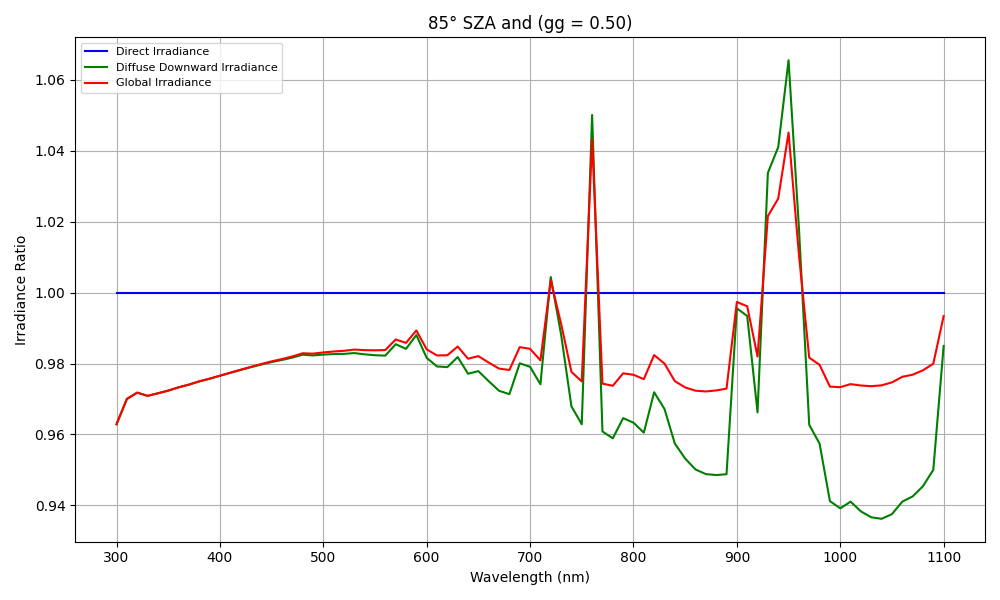 85° SZA and (gg = 0.50)
Direct Irradiance
Diffuse Downward Irradiance
Global Irradiance
Irradiance Ratio
1.06
1.04
1.02
1.00
0.98
0.96
0.94
300 400 500 600 700 800 900 1000 1100
Wavelength (nm)